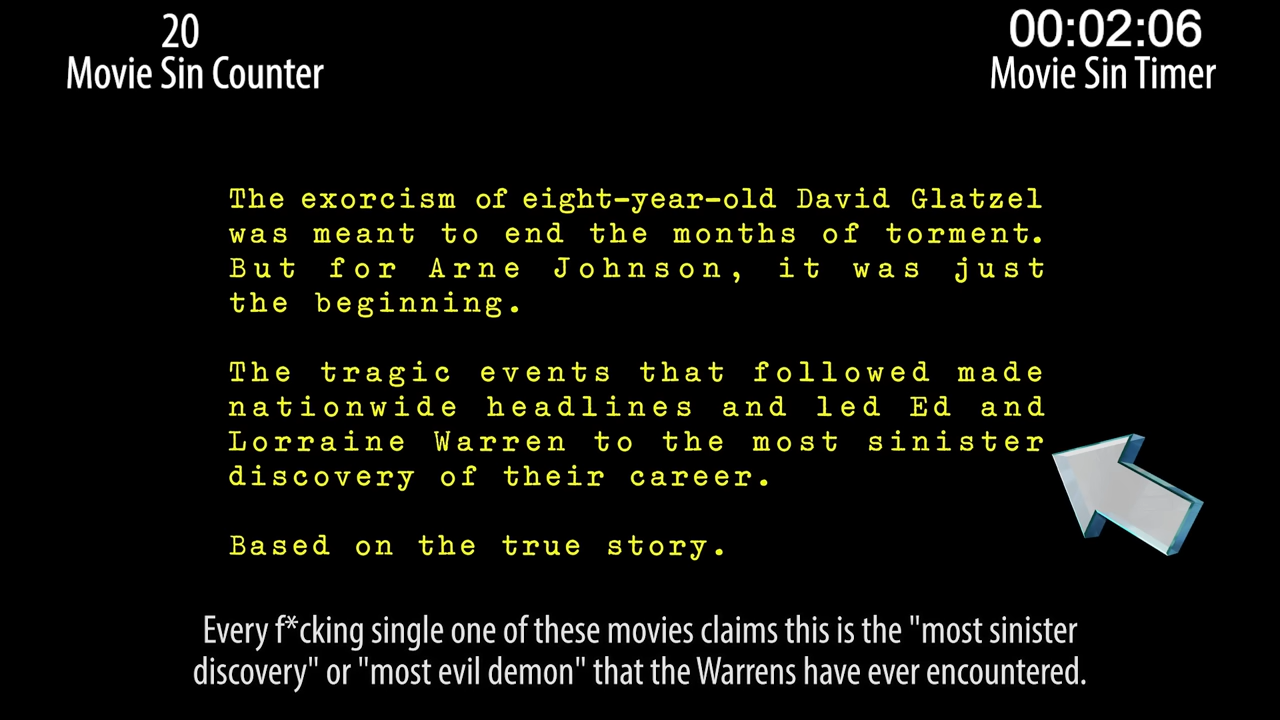 20
Movie Sin Counter
00:02:06
Movie Sin Timer
The exorcism of eight-year-old David Glatzel
was meant to end the months of torment.
But for Arne Johnson, it was just
the beginning.
The tragic events that followed made
nationwide headlines and led Ed and
Lorraine Warren to the most sinister
discovery of their career.
Based on the true story.
Every f*cking single one of these movies claims this is the "most sinister
discovery" or "most evil demon" that the Warrens have ever encountered.